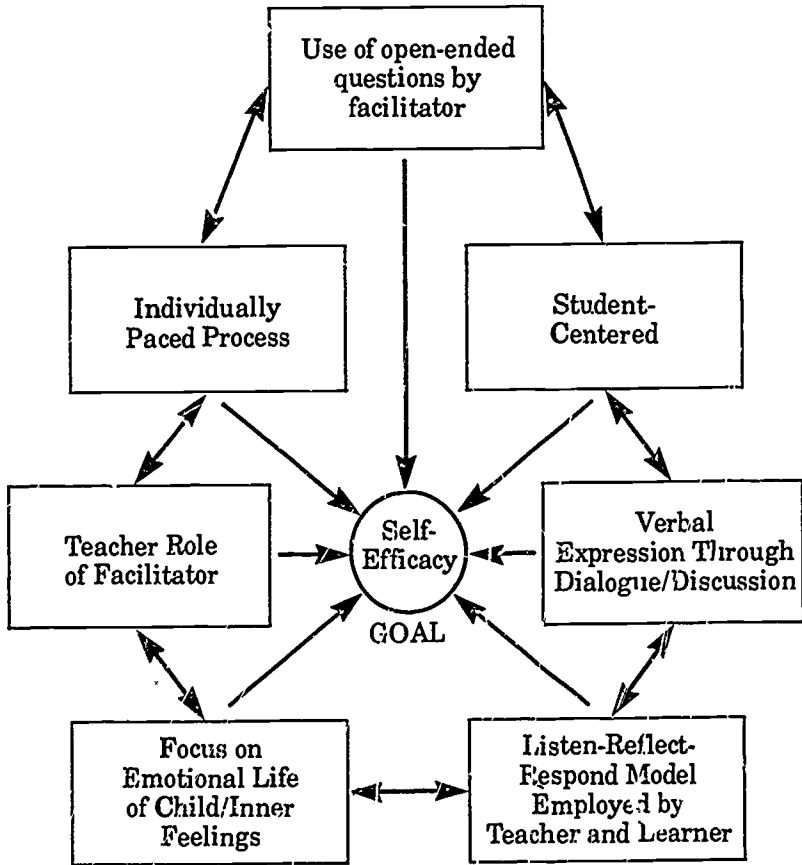 Use of open-ended
questions by
facilitator
Individually
Paced Process
Student-
Centered
Teacher Role
of Facilitator
Self-
Efficacy
GOAL
Verbal
Expression Through
Dialogue/Discussion
Focus on
Emotional Life
of Child/Inner
Feelings
Listen-Reflect-
Respond Model
Employed by
Teacher and Learner